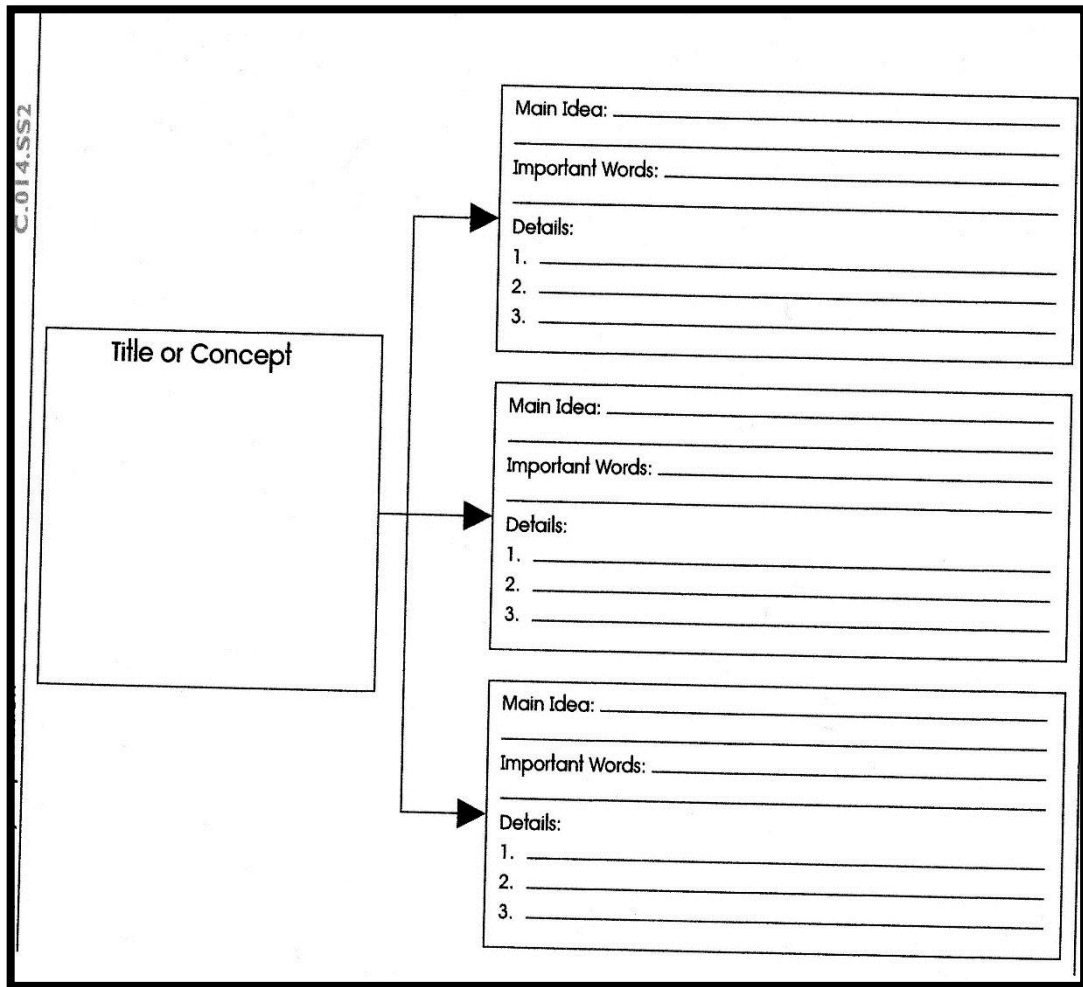 C.014.SS2
Title or Concept
Main Idea:
Important Words:
Details:
1.
2.
3.
Main Idea:
Important Words:
Details:
1.
2.
3.
Main Idea:
Important Words:
Details:
1.
2.
3.